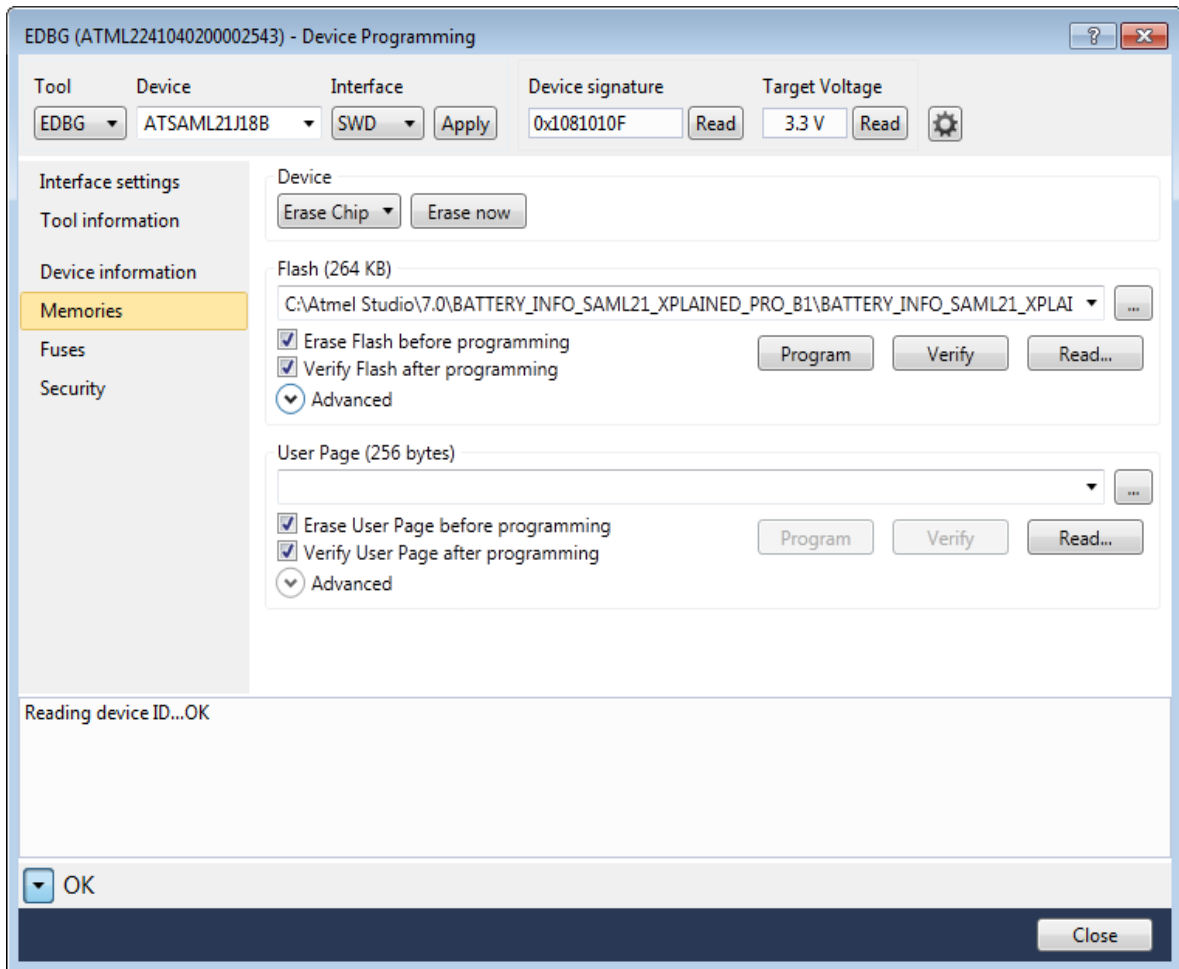 EDBG (ATML2241040200002543) - Device Programming
Tool Device Interface Device signature Target Voltage
EDBG ATSAML21J18B SWD Apply 0x1081010F Read 3.3 V Read
Interface settings
Tool information
Device information
Memories
Fuses
Security
Device
Erase Chip Erase now
Flash (264 KB)
C:\Atmel Studio\7.0\BATTERY_INFO_SAML21_XPLAINED_PRO_B1\BATTERY_INFO_SAML21_XPLAI ...
Erase Flash before programming
Verify Flash after programming
Program Verify Read...
Advanced
User Page (256 bytes)
...
Erase User Page before programming
Verify User Page after programming
Program Verify Read...
Advanced
Reading device ID...OK
OK
Close